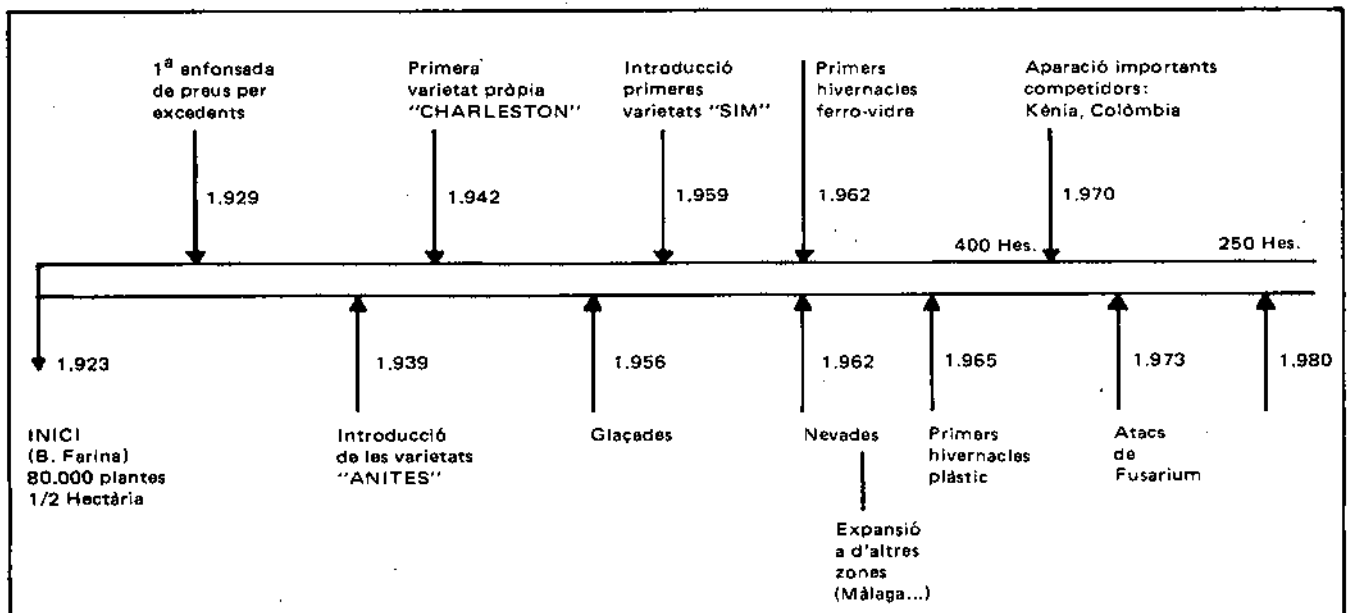 1ª enfonsada
de preus per
excedents
1.929
Primera
varietat pròpia
"CHARLESTON"
1.942
Introducció
primeres
varietats "SIM"
1.959
Primers
hivernacles
ferro-vidre
1.962
Aparació importants
competidors:
Kènia, Colòmbia
1.970
400 Hes.
250 Hes.
1.923
INICI
(B. Farina)
80.000 plantes
1/2 Hectària
1.939
Introducció
de les varietats
"ANITES"
1.956
Glaçades
1.962
Nevades
Expansió
a d'altres
zones
(Màlaga...)
1.965
Primers
hivernacles
plàstic
1.973
Atacs
de
Fusarium
1.980